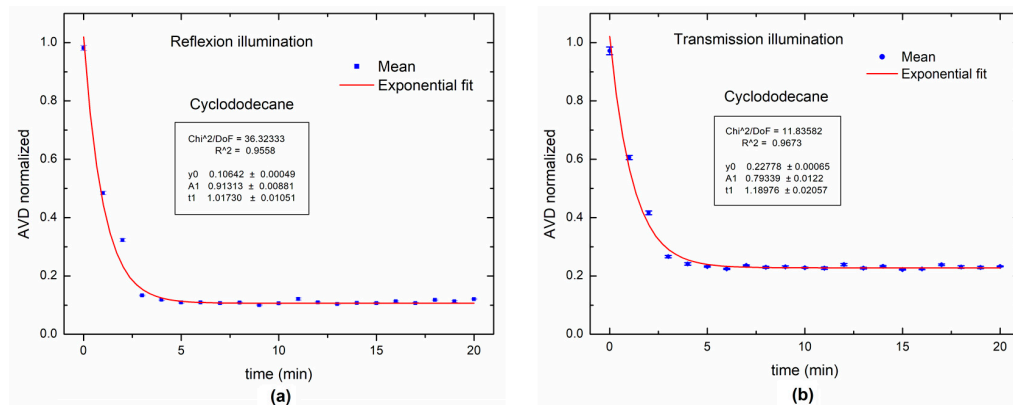 Reflexion illumination
Mean
Exponential fit
Cyclododecane
Chi^2/DoF = 36.32333
R^2 = 0.9558
y0 0.10642 ± 0.00049
A1 0.91313 ± 0.00881
t1 1.01730 ± 0.01051
AVD normalized
1.0
0.8
0.6
0.4
0.2
0.0
0 5 10 15 20
time (min)
(a)
Transmission illumination
Mean
Exponential fit
Cyclododecane
Chi^2/DoF = 11.83582
R^2 = 0.9673
y0 0.22778 ± 0.00065
A1 0.79339 ± 0.0122
t1 1.18976 ± 0.02057
AVD normalized
1.0
0.8
0.6
0.4
0.2
0.0
0 5 10 15 20
time (min)
(b)